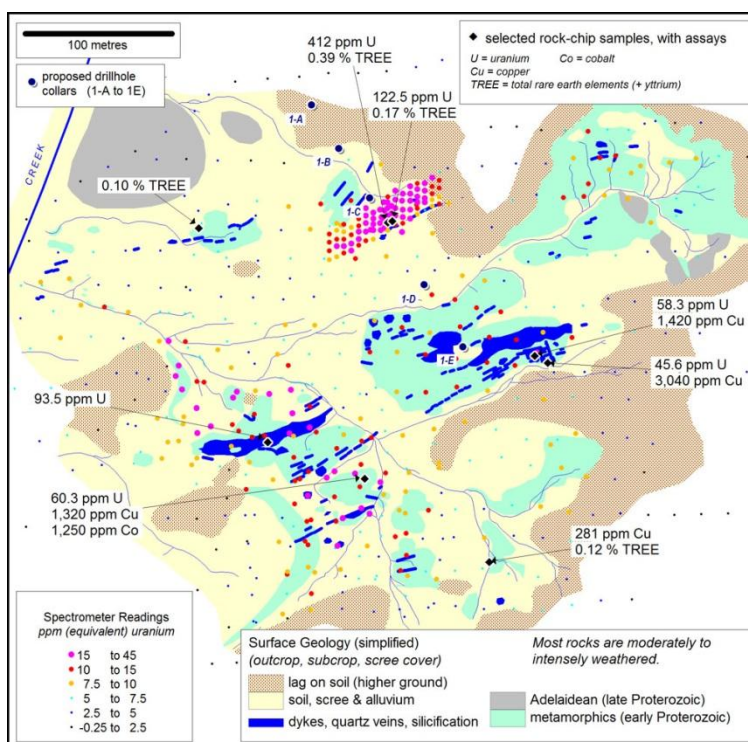 100 metres
proposed drillhole
collars (1-A to 1E)
412 ppm U
0.39 % TREE
selected rock-chip samples, with assays
U = uranium Co = cobalt
Cu = copper
TREE = total rare earth elements (+ yttrium)
1-A
122.5 ppm U
0.17 % TREE
1-B
CREEK
0.10 % TREE
1-C
1-D
58.3 ppm U
1,420 ppm Cu
1-E
45.6 ppm U
3,040 ppm Cu
93.5 ppm U
60.3 ppm U
1,320 ppm Cu
1,250 ppm Co
281 ppm Cu
0.12 % TREE
Spectrometer Readings
ppm (equivalent) uranium
15 to 45
10 to 15
7.5 to 10
5 to 7.5
2.5 to 5
-0.25 to 2.5
Surface Geology (simplified)
(outcrop, subcrop, scree cover)
Most rocks are moderately to
intensely weathered.
lag on soil (higher ground)
soil, scree & alluvium
dykes, quartz veins, silicification
Adelaidean (late Proterozoic)
metamorphics (early Proterozoic)